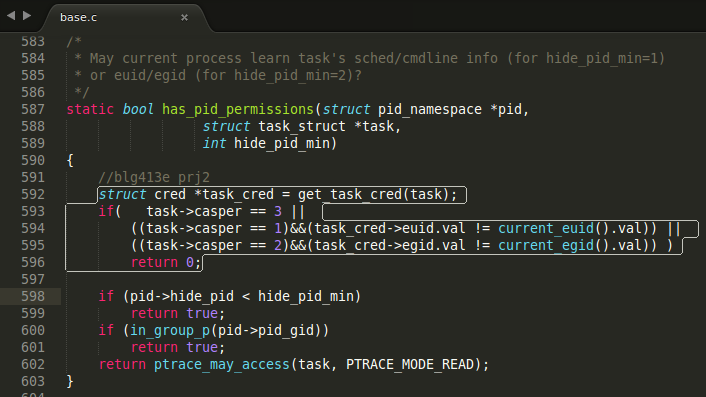 base.c ×
583 /*
584 * May current process learn task's sched/cmdline info (for hide_pid_min=1)
585 * or euid/egid (for hide_pid_min=2)?
586 */
587 static bool has_pid_permissions(struct pid_namespace *pid,
588 struct task_struct *task,
589 int hide_pid_min)
590 {
591 //blg413e prj2
592 struct cred *task_cred = get_task_cred(task);
593 if( task->casper == 3 ||
594 ((task->casper == 1)&&(task_cred->euid.val != current_euid().val)) ||
595 ((task->casper == 2)&&(task_cred->egid.val != current_egid().val)) )
596 return 0;
597
598 if (pid->hide_pid < hide_pid_min)
599 return true;
600 if (in_group_p(pid->pid_gid))
601 return true;
602 return ptrace_may_access(task, PTRACE_MODE_READ);
603 }
604